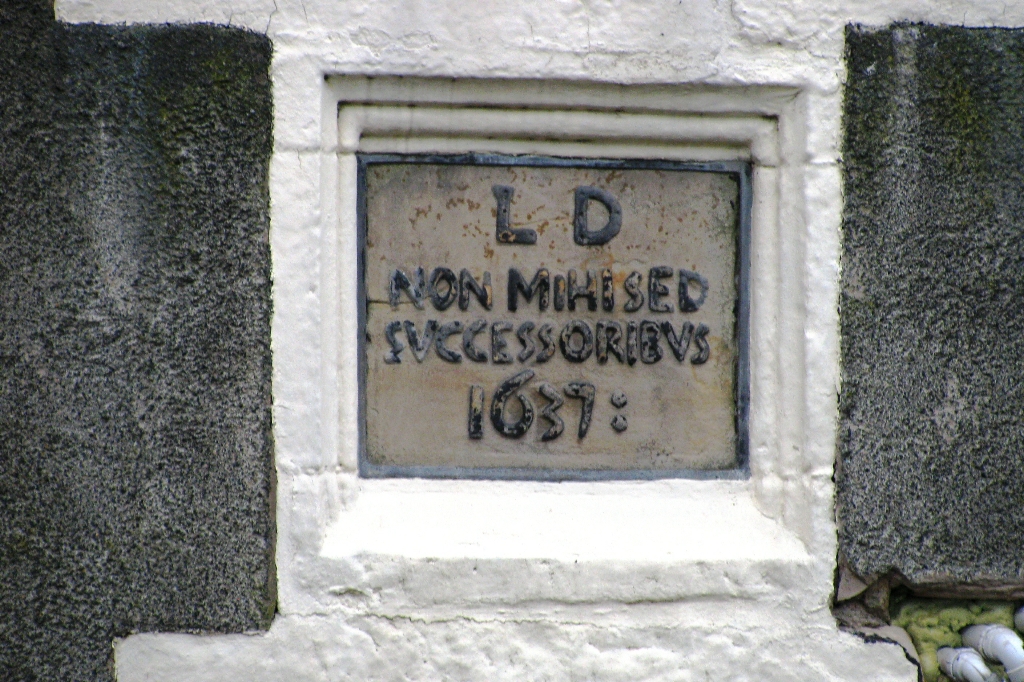 L D
NON MIHI SED
SVCCESSORIBVS
1637: